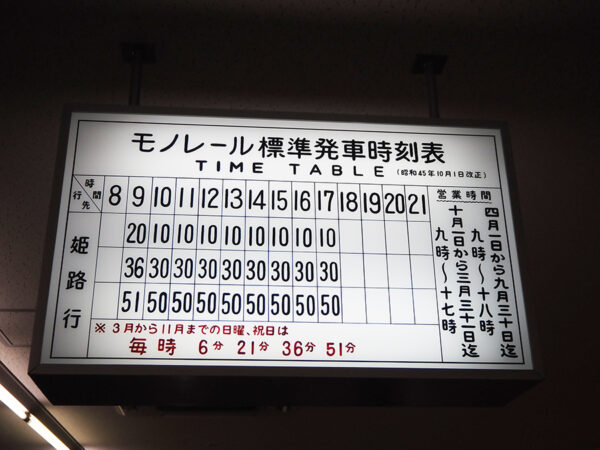 モノレール標準発車時刻表
TIME TABLE (昭和45年10月1日改正)
時間 行先 8 9 10 11 12 13 14 15 16 17 18 19 20 21
姫路行
20 10 10 10 10 10 10 10 10
36 30 30 30 30 30 30 30 30
51 50 50 50 50 50 50 50 50
※3月から11月までの日曜、祝日は
毎時 6分 21分 36分 51分
営業時間
四月一日から九月三十日迄
九時〜十八時
十月一日から三月三十一日迄
九時〜十七時